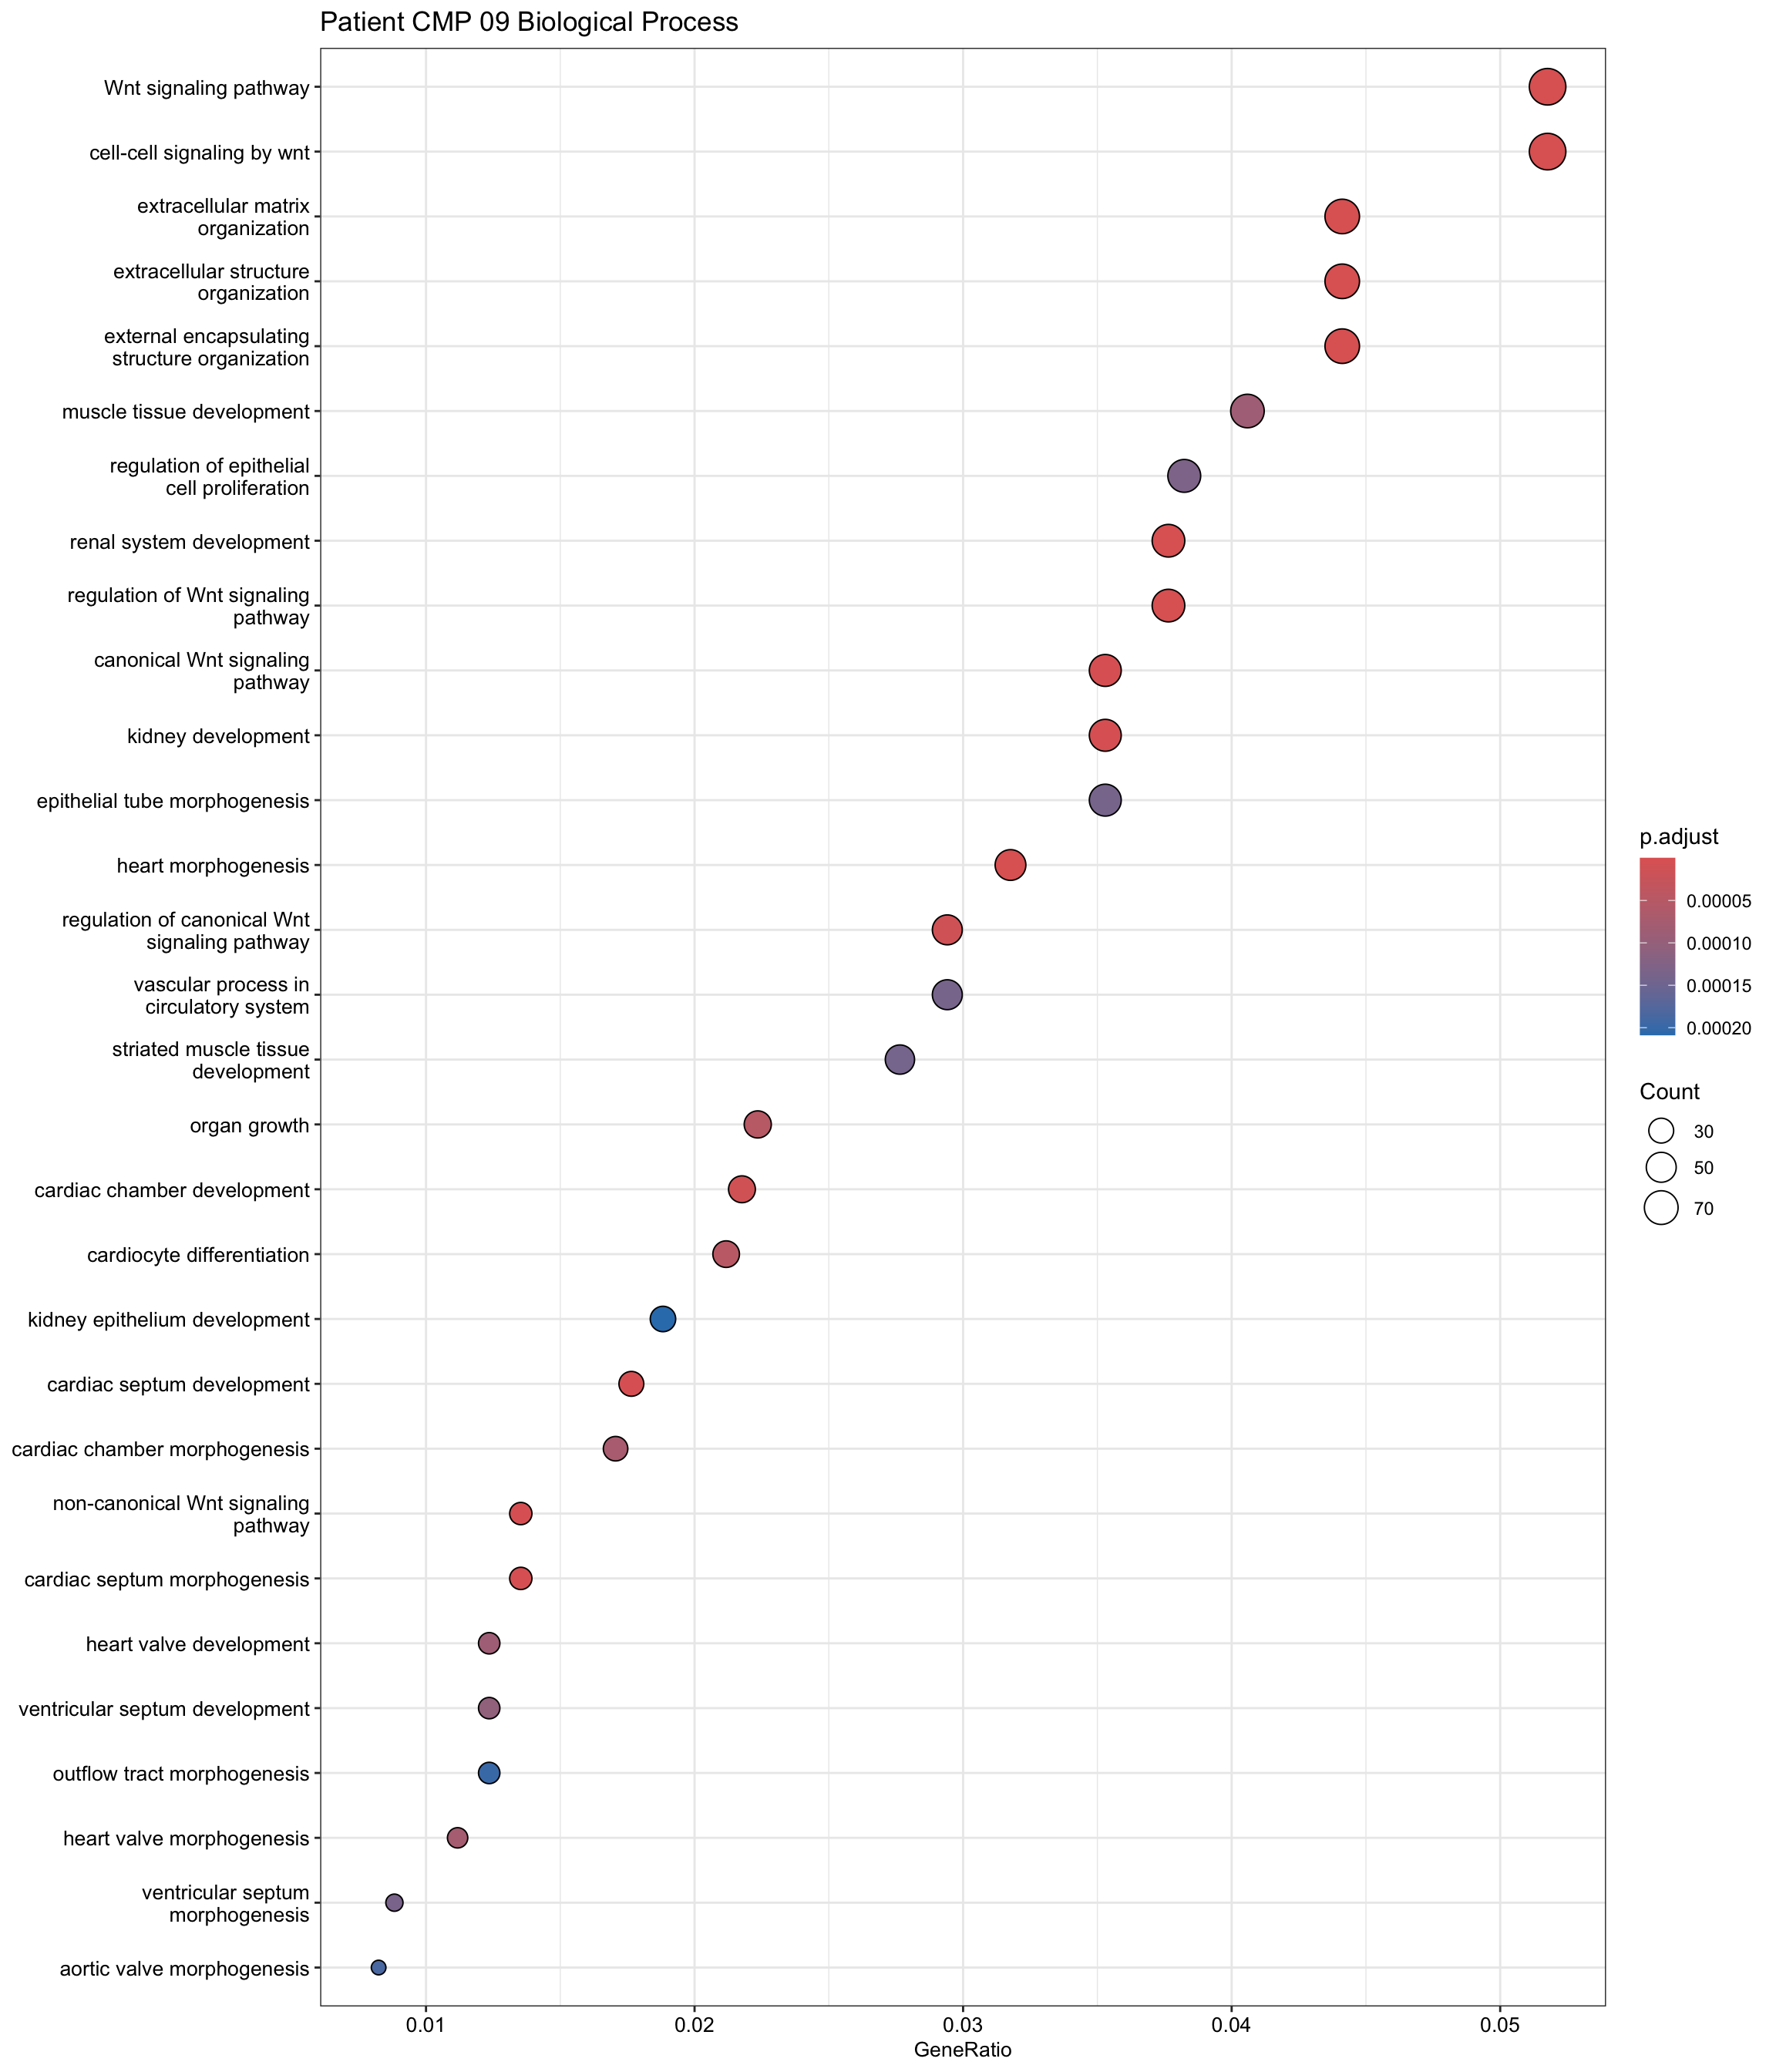 Patient CMP 09 Biological Process
Wnt signaling pathway
cell-cell signaling by wnt
extracellular matrix
organization
extracellular structure
organization
external encapsulating
structure organization
muscle tissue development
regulation of epithelial
cell proliferation
renal system development
regulation of Wnt signaling
pathway
canonical Wnt signaling
pathway
kidney development
epithelial tube morphogenesis
heart morphogenesis
regulation of canonical Wnt
signaling pathway
vascular process in
circulatory system
striated muscle tissue
development
organ growth
cardiac chamber development
cardiocyte differentiation
kidney epithelium development
cardiac septum development
cardiac chamber morphogenesis
non-canonical Wnt signaling
pathway
cardiac septum morphogenesis
heart valve development
ventricular septum development
outflow tract morphogenesis
heart valve morphogenesis
ventricular septum
morphogenesis
aortic valve morphogenesis
0.01 0.02 0.03 0.04 0.05
GeneRatio
p.adjust
0.00005
0.00010
0.00015
0.00020
Count
30
50
70